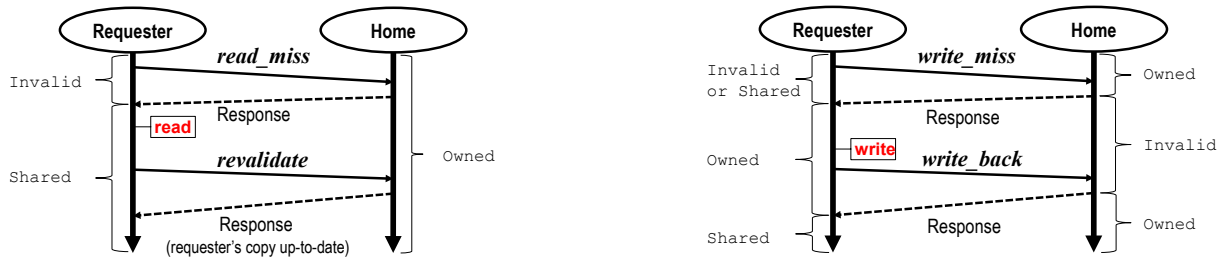 Requester
Home
read_miss
Invalid
Response
read
revalidate
Owned
Shared
Response
(requester's copy up-to-date)
Requester
Home
write_miss
Invalid
or Shared
Owned
Response
write
Invalid
Owned
write_back
Response
Owned
Shared